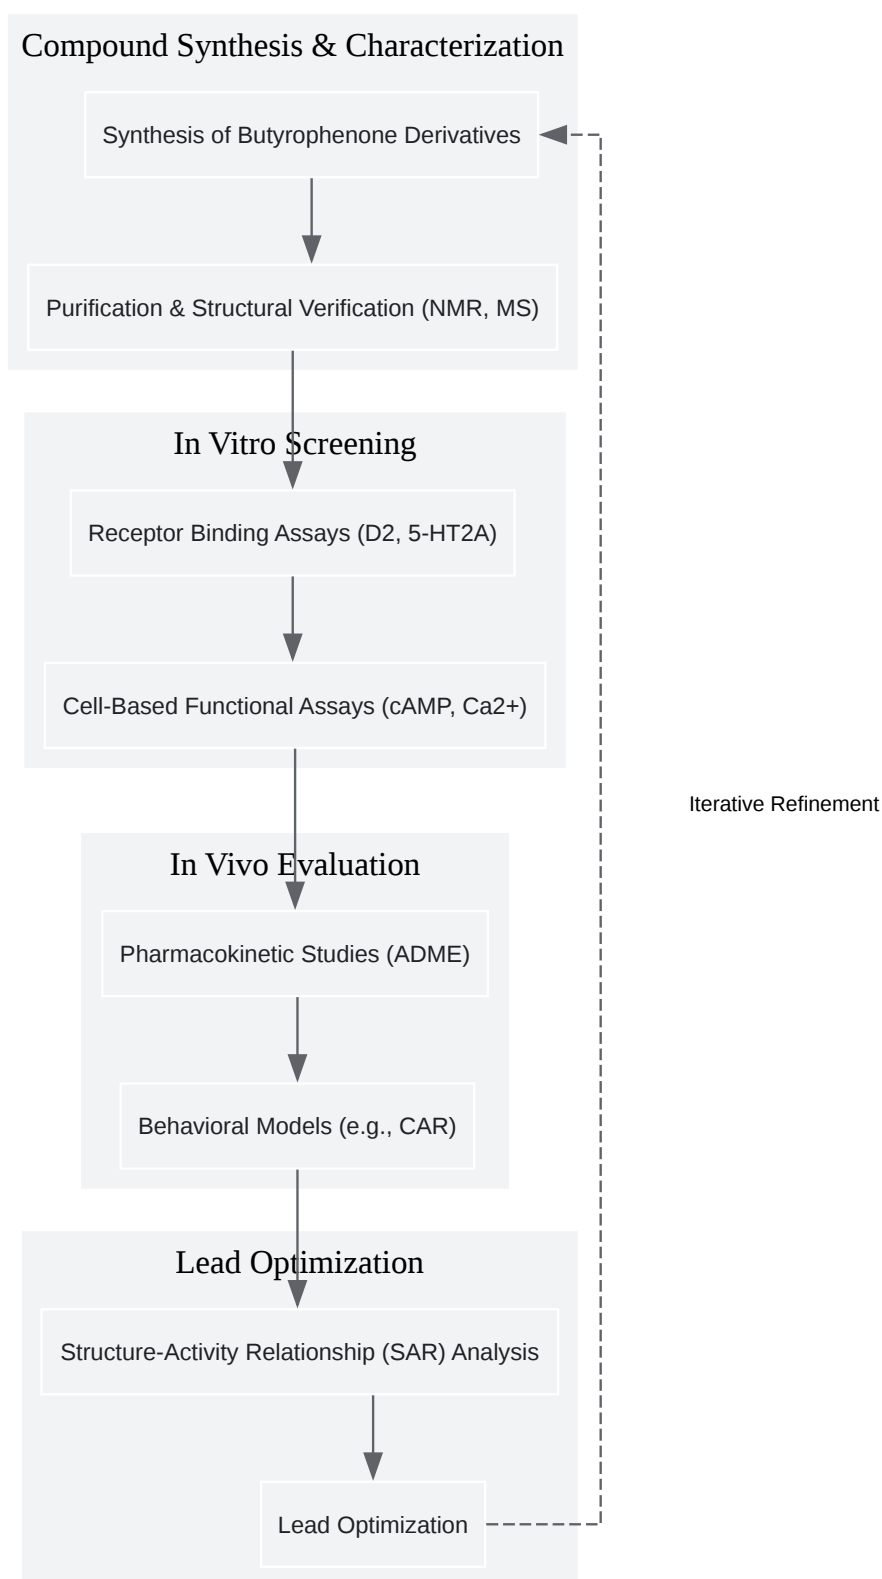 Compound Synthesis & Characterization
Synthesis of Butyrophenone Derivatives
Purification & Structural Verification (NMR, MS)
In Vitro Screening
Receptor Binding Assays (D2, 5-HT2A)
Cell-Based Functional Assays (cAMP, Ca2+)
Iterative Refinement
In Vivo Evaluation
Pharmacokinetic Studies (ADME)
Behavioral Models (e.g., CAR)
Lead Optimization
Structure-Activity Relationship (SAR) Analysis
Lead Optimization